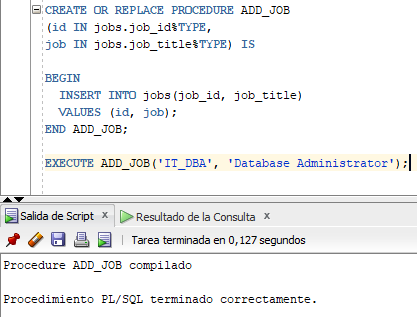 CREATE OR REPLACE PROCEDURE ADD_JOB
(id IN jobs.job_id%TYPE,
job IN jobs.job_title%TYPE) IS
BEGIN
INSERT INTO jobs(job_id, job_title)
VALUES (id, job);
END ADD_JOB;
EXECUTE ADD_JOB('IT_DBA', 'Database Administrator');
Salida de Script x Resultado de la Consulta x
Tarea terminada en 0,127 segundos
Procedure ADD_JOB compilado
Procedimiento PL/SQL terminado correctamente.